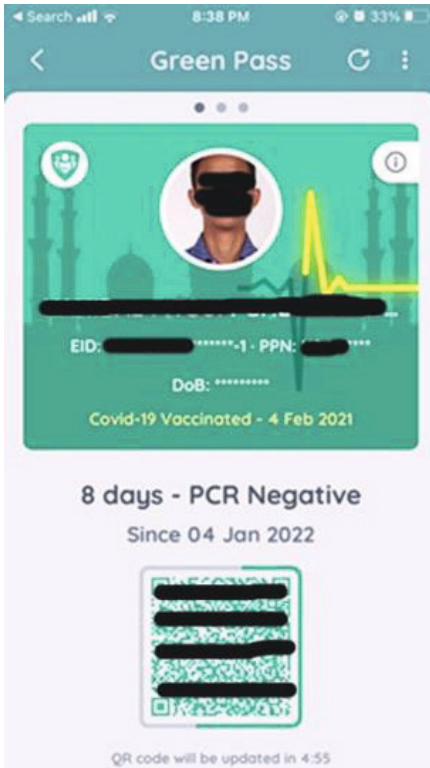 ◀ Search 8:38 PM 33%
Green Pass
EID: ******-1 - PPN: ****
DoB: *********
Covid-19 Vaccinated - 4 Feb 2021
8 days - PCR Negative
Since 04 Jan 2022
QR code will be updated in 4:55